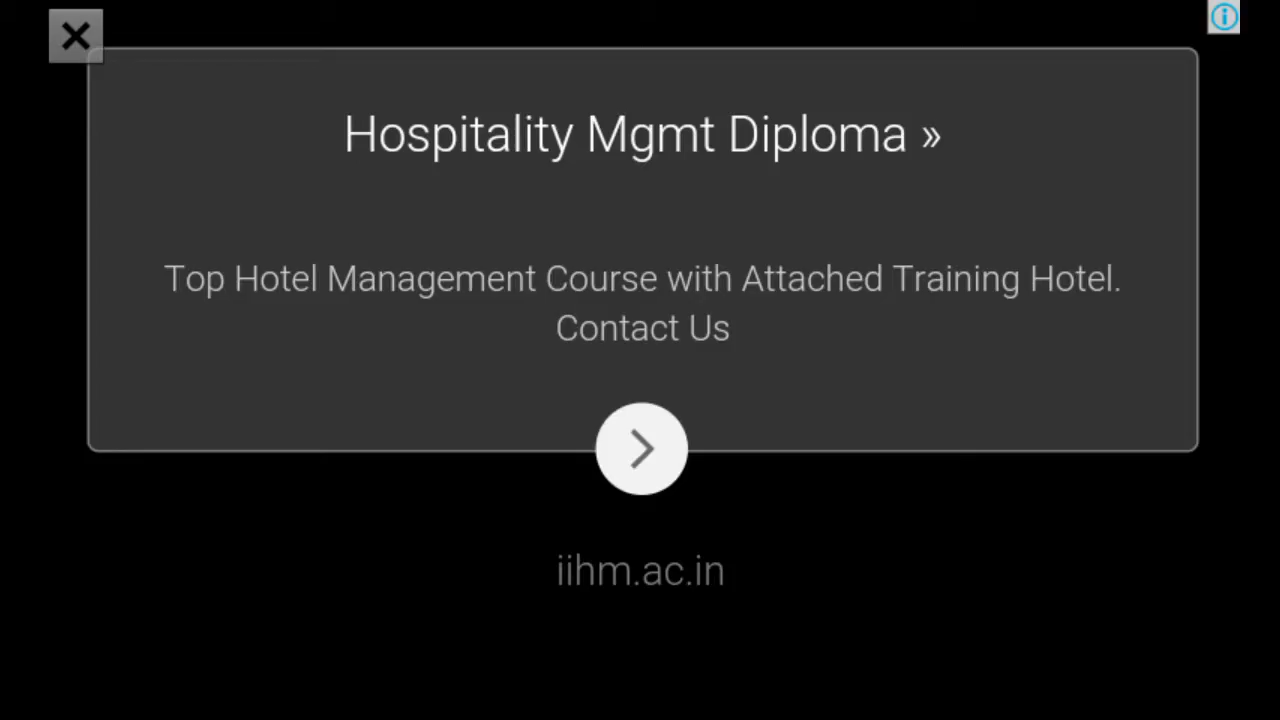 Hospitality Mgmt Diploma »
Top Hotel Management Course with Attached Training Hotel.
Contact Us
iihm.ac.in